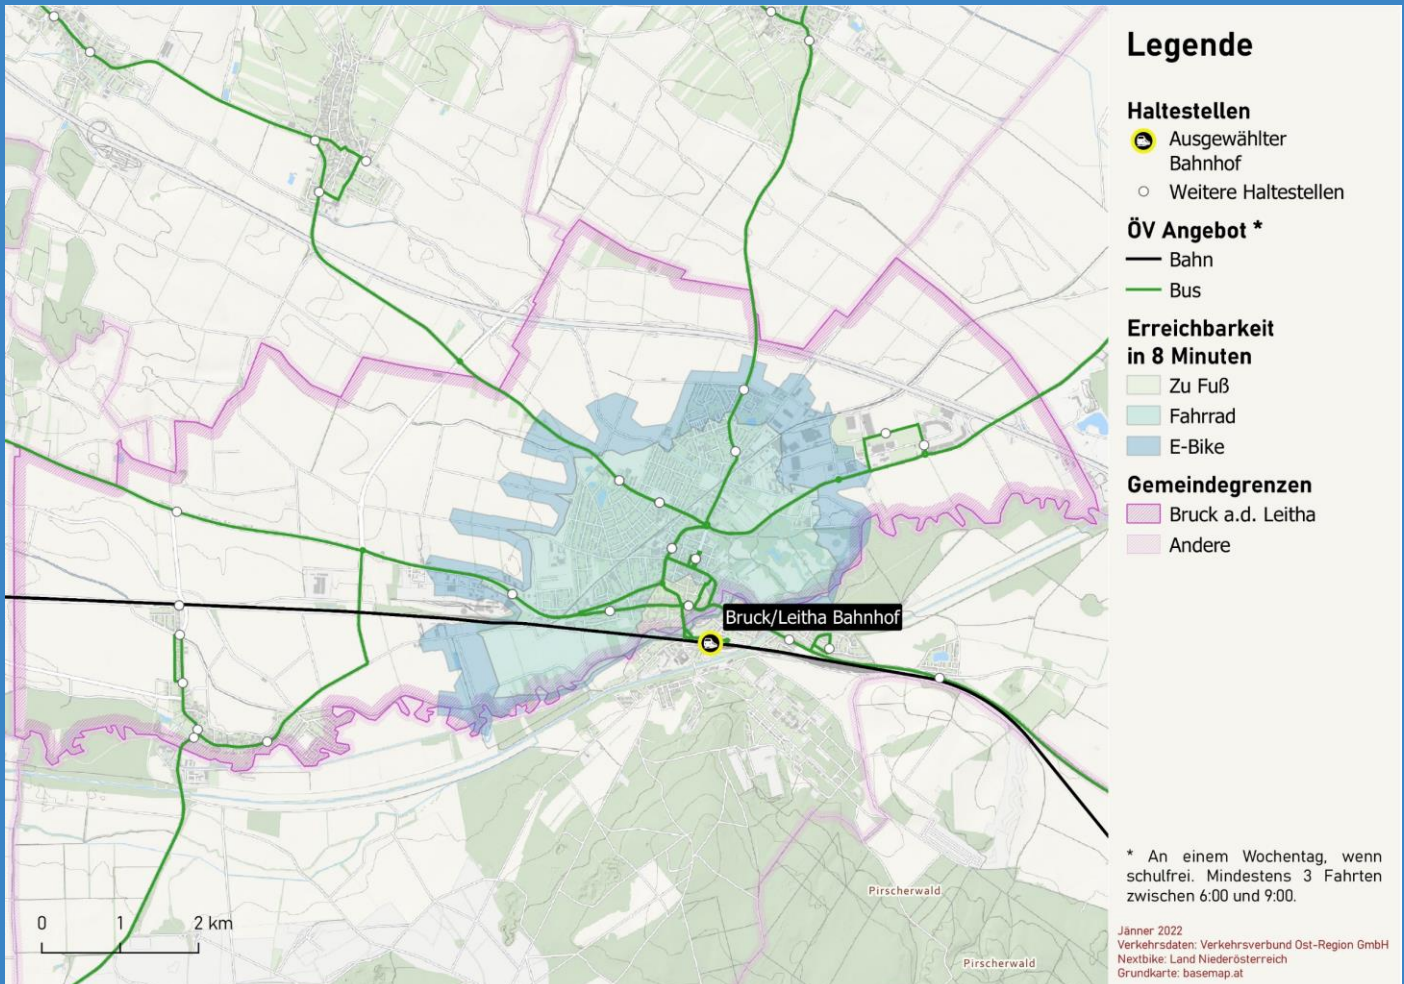 Legende
Haltestellen
Ausgewählter
Bahnhof
Weitere Haltestellen
ÖV Angebot *
Bahn
Bus
Erreichbarkeit
in 8 Minuten
Zu Fuß
Fahrrad
E-Bike
Gemeindegrenzen
Bruck a.d. Leitha
Andere
Bruck/Leitha Bahnhof
Pirscherwald
Pirscherwald
0 1 2 km
* An einem Wochentag, wenn
schulfrei. Mindestens 3 Fahrten
zwischen 6:00 und 9:00.
Jänner 2022
Verkehrsdaten: Verkehrsverbund Ost-Region GmbH
Nextbike: Land Niederösterreich
Grundkarte: basemap.at